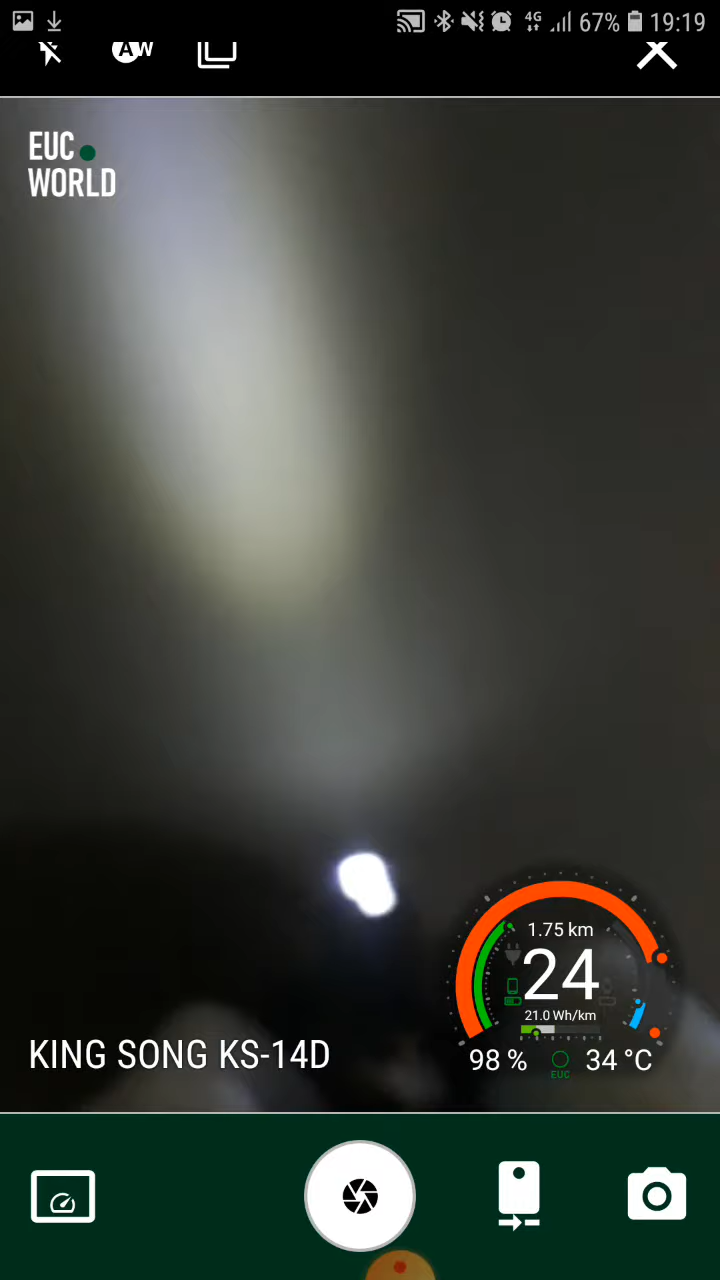 4G 67% 19:19
AW
EUC
WORLD
1.75 km
24
21.0 Wh/km
KING SONG KS-14D
98 % 34 °C
EUC